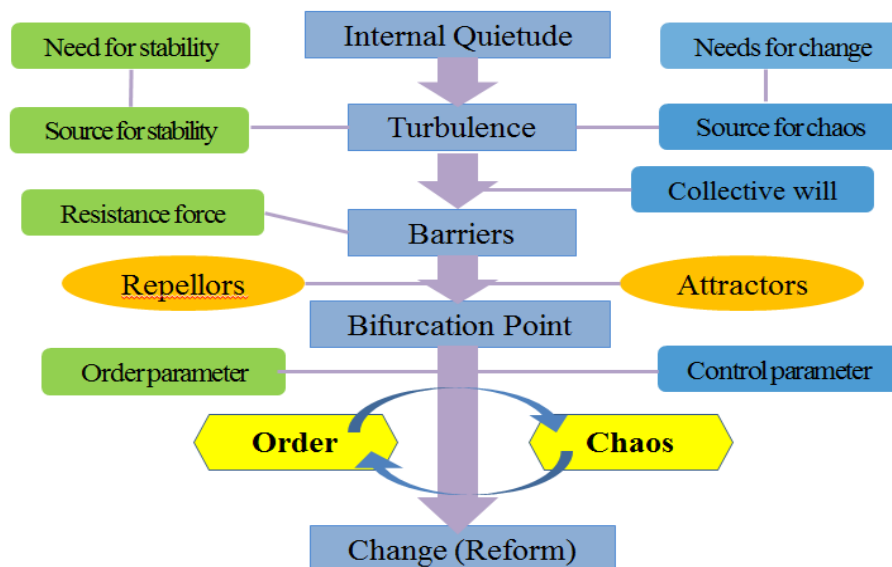 Need for stability
Internal Quietude
Needs for change
Source for stability
Turbulence
Source for chaos
Collective will
Resistance force
Barriers
Repellors
Attractors
Bifurcation Point
Order parameter
Control parameter
Order
Chaos
Change (Reform)